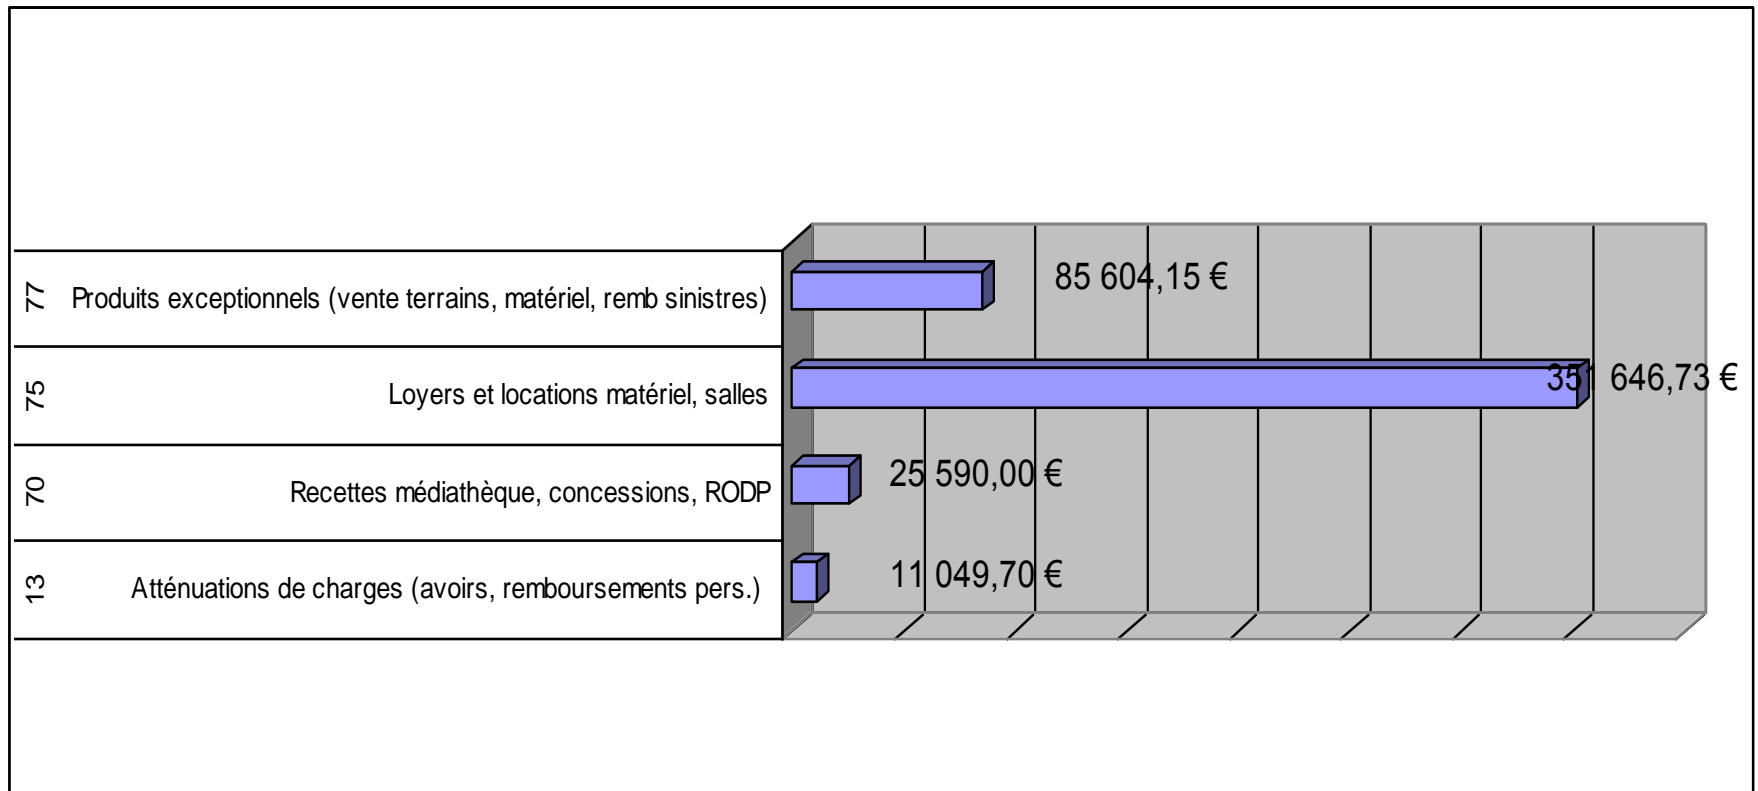 77 Produits exceptionnels (vente terrains, matériel, remb sinistres) 85 604,15 €
75 Loyers et locations matériel, salles 351 646,73 €
70 Recettes médiathèque, concessions, RODP 25 590,00 €
13 Atténuations de charges (avoirs, remboursements pers.) 11 049,70 €